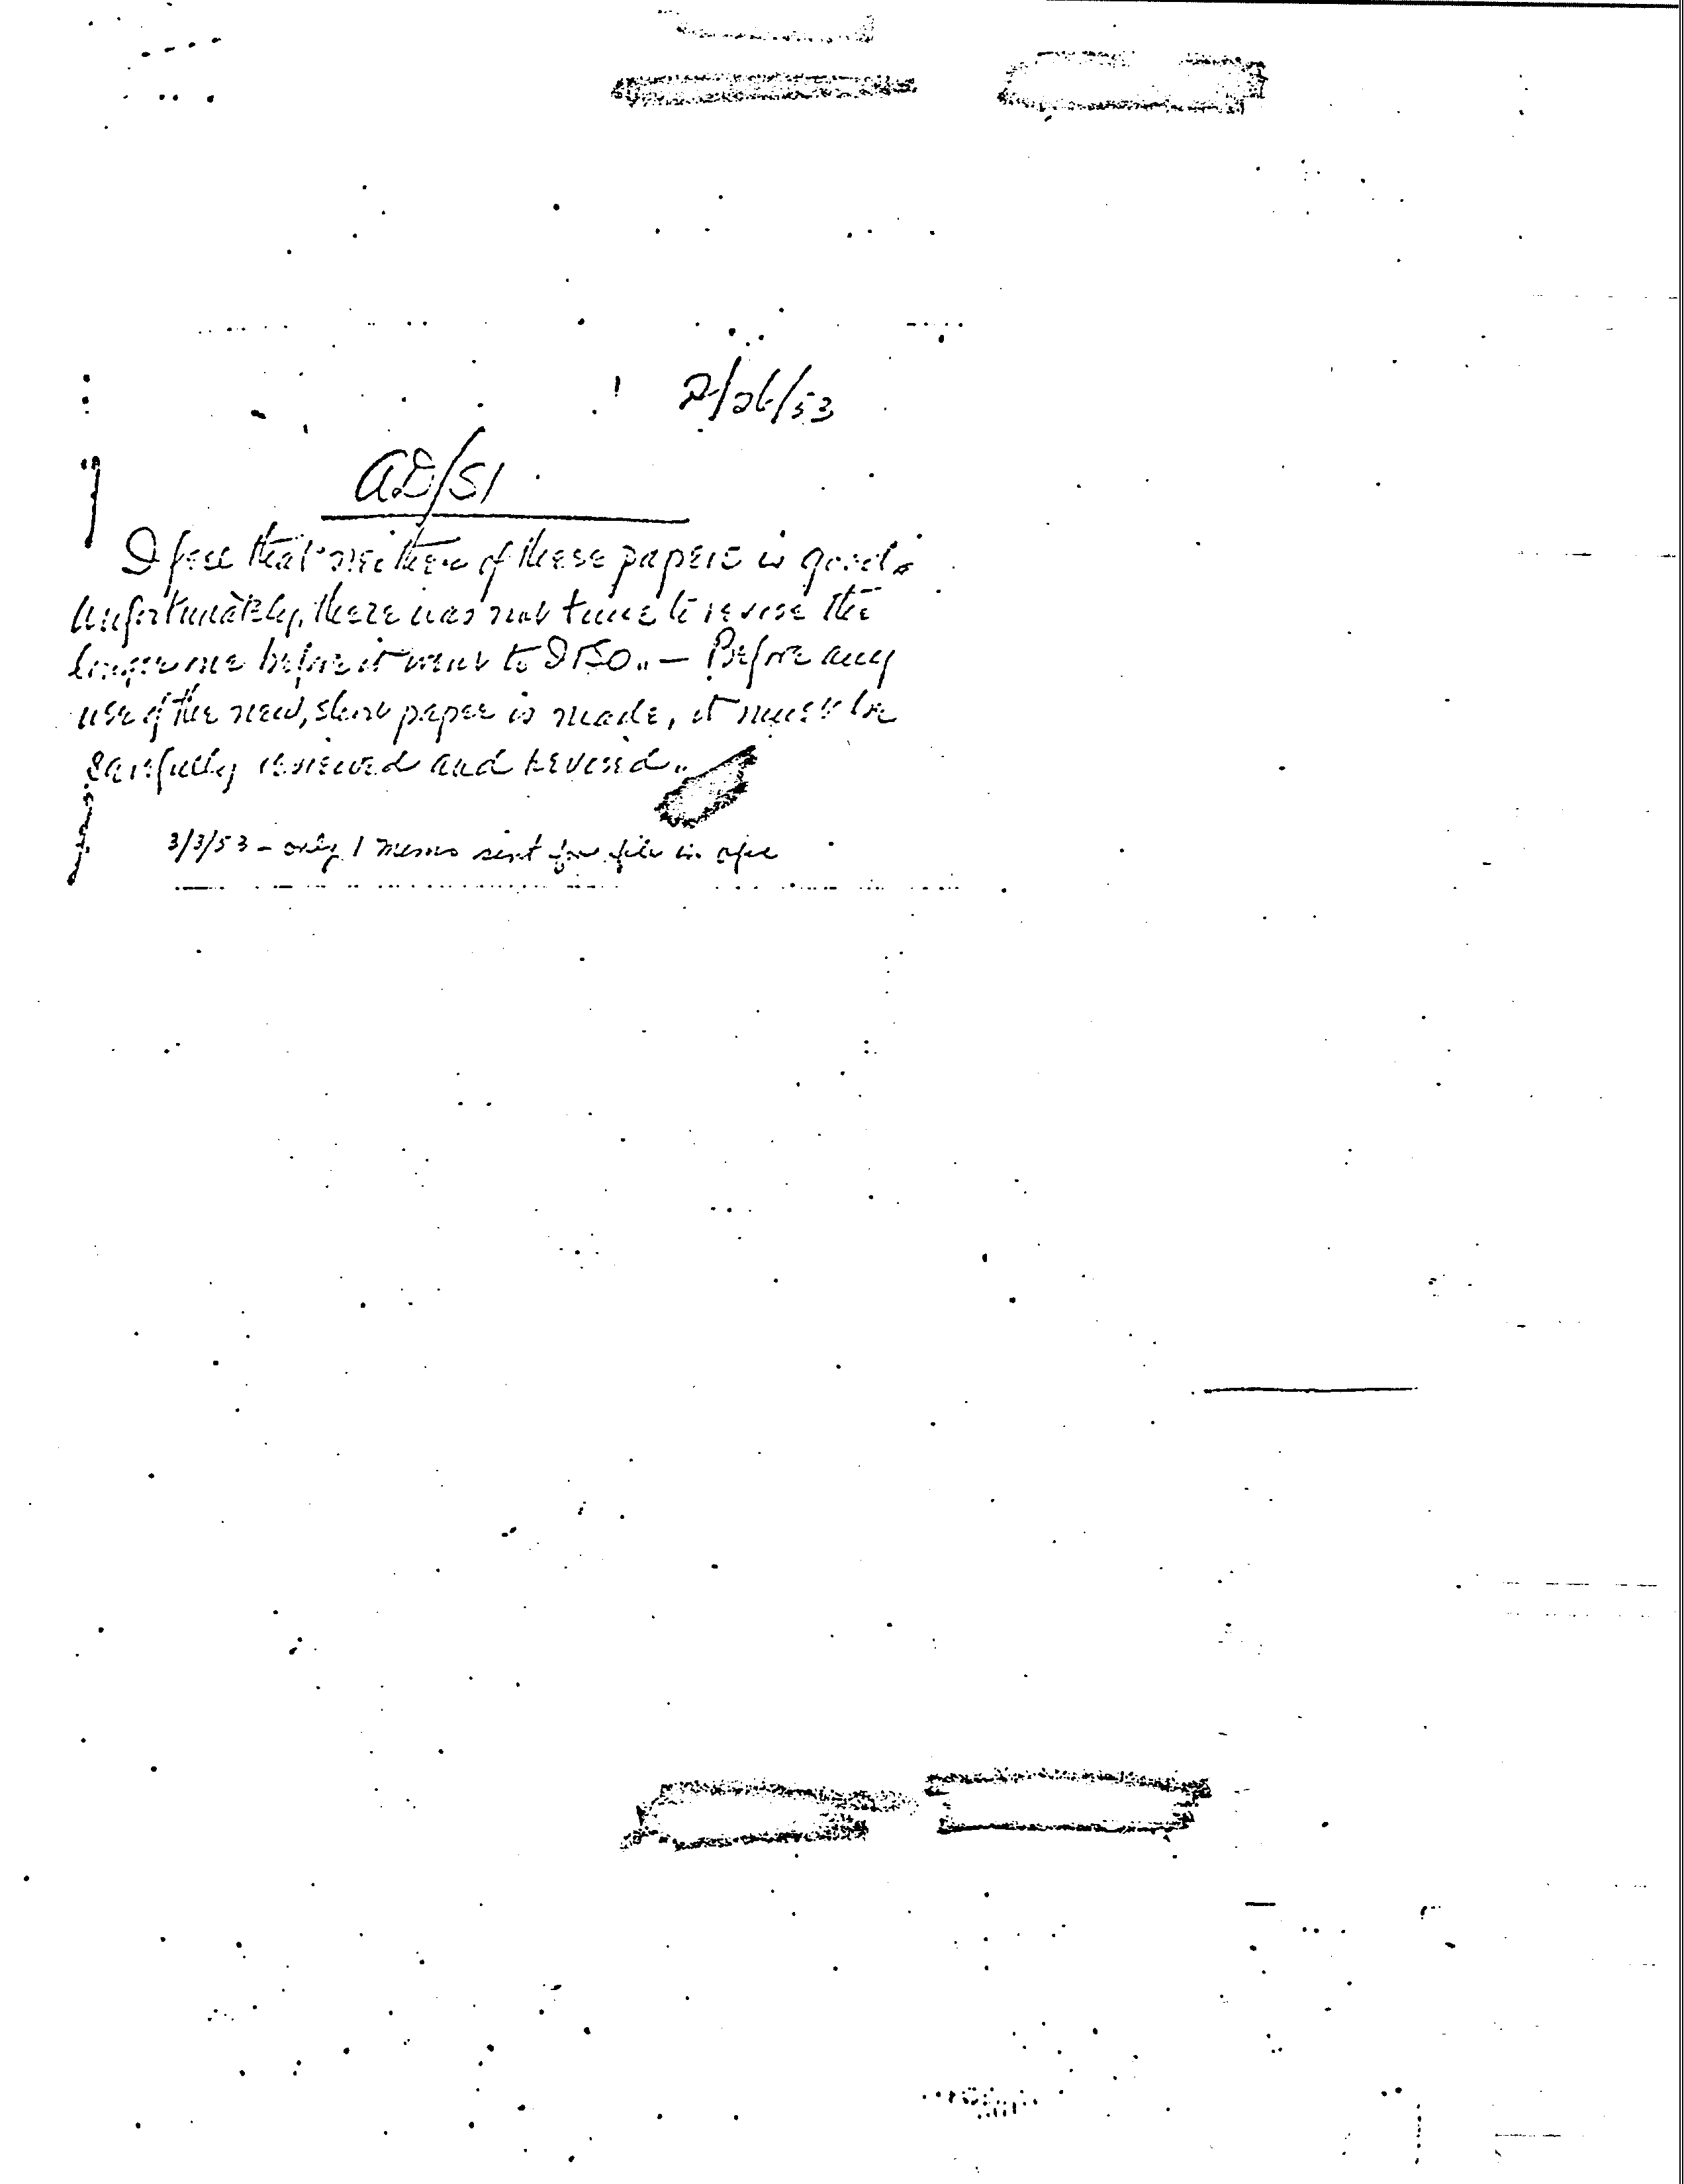 2/26/53
AD/SI
I feel that neither of these papers is good.
Unfortunately, there was not time to revise the
longer one before it went to
— Before any
use of the new, short paper is made, it must be
carefully reviewed and revised.
3/3/53 - only 1 memo sent for file in